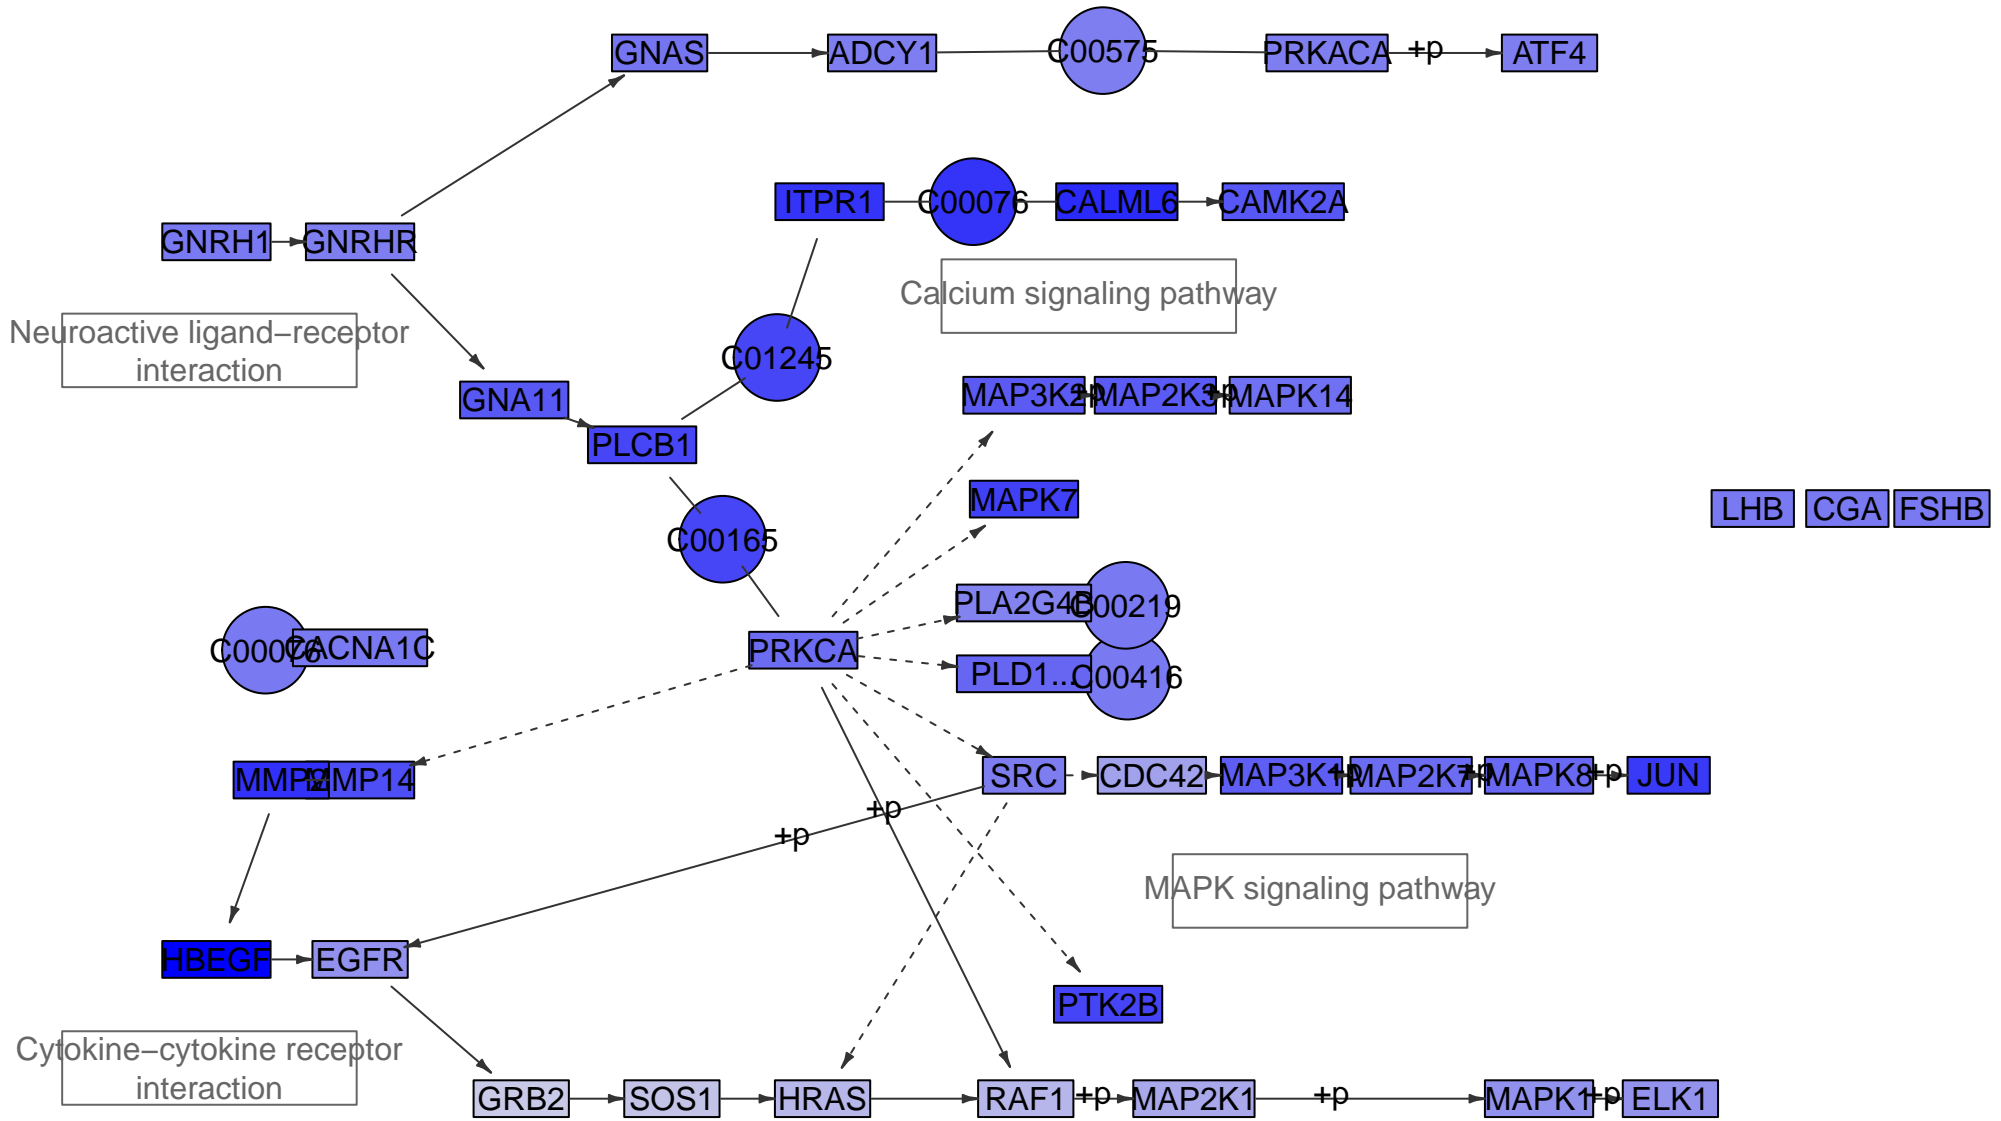 GNAS
ADCY1
C00575
PRKACA
+p
ATF4
ITPR1
C00076
CALML6
CAMK2A
GNRH1
GNRHR
Calcium signaling pathway
Neuroactive ligand–receptor
interaction
C01245
GNA11
MAP3K2
+p
MAP2K3
+p
MAPK14
PLCB1
MAPK7
LHB
CGA
FSHB
C00165
PLA2G4B
C00219
C00076
CACNA1C
PRKCA
PLD1...
C00416
MMP2
MMP14
SRC
CDC42
MAP3K1
+p
MAP2K7
+p
MAPK8
+p
JUN
+p
+p
MAPK signaling pathway
HBEGF
EGFR
PTK2B
Cytokine–cytokine receptor
interaction
GRB2
SOS1
HRAS
RAF1
+p
MAP2K1
+p
MAPK1
+p
ELK1